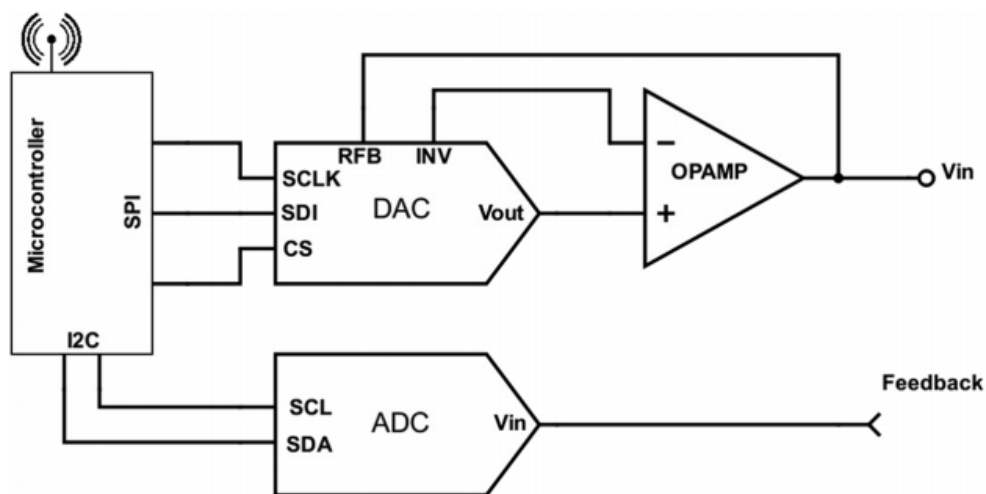 Microcontroller
SPI
I2C
RFB
INV
SCLK
SDI
CS
DAC
Vout
−
+
OPAMP
Vin
SCL
SDA
ADC
Vin
Feedback